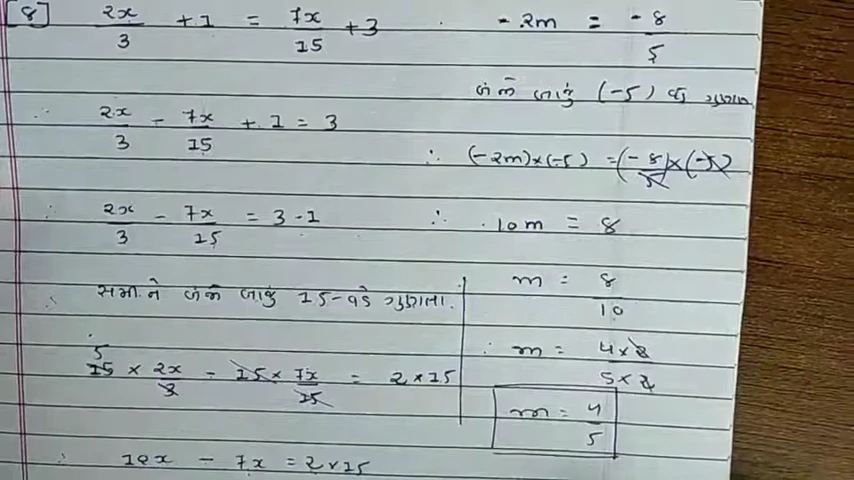 [8] 2x/3 + 1 = 7x/15 + 3
∴ 2x/3 - 7x/15 + 1 = 3
∴ 2x/3 - 7x/15 = 3 - 1
∴ 15 - વડે ગુણતા.
5
15 × 2x/3 - 15 × 7x/15 = 2 × 15
∴ 10x - 7x = 2 × 15
- 2m = -8/5
બંને બાજુ (-5) વડે
∴ (-2m) × (-5) = (-8/5) × (-5)
∴ 10m = 8
m = 8/10
∴ m = 4×2/5×2
m = 4/5